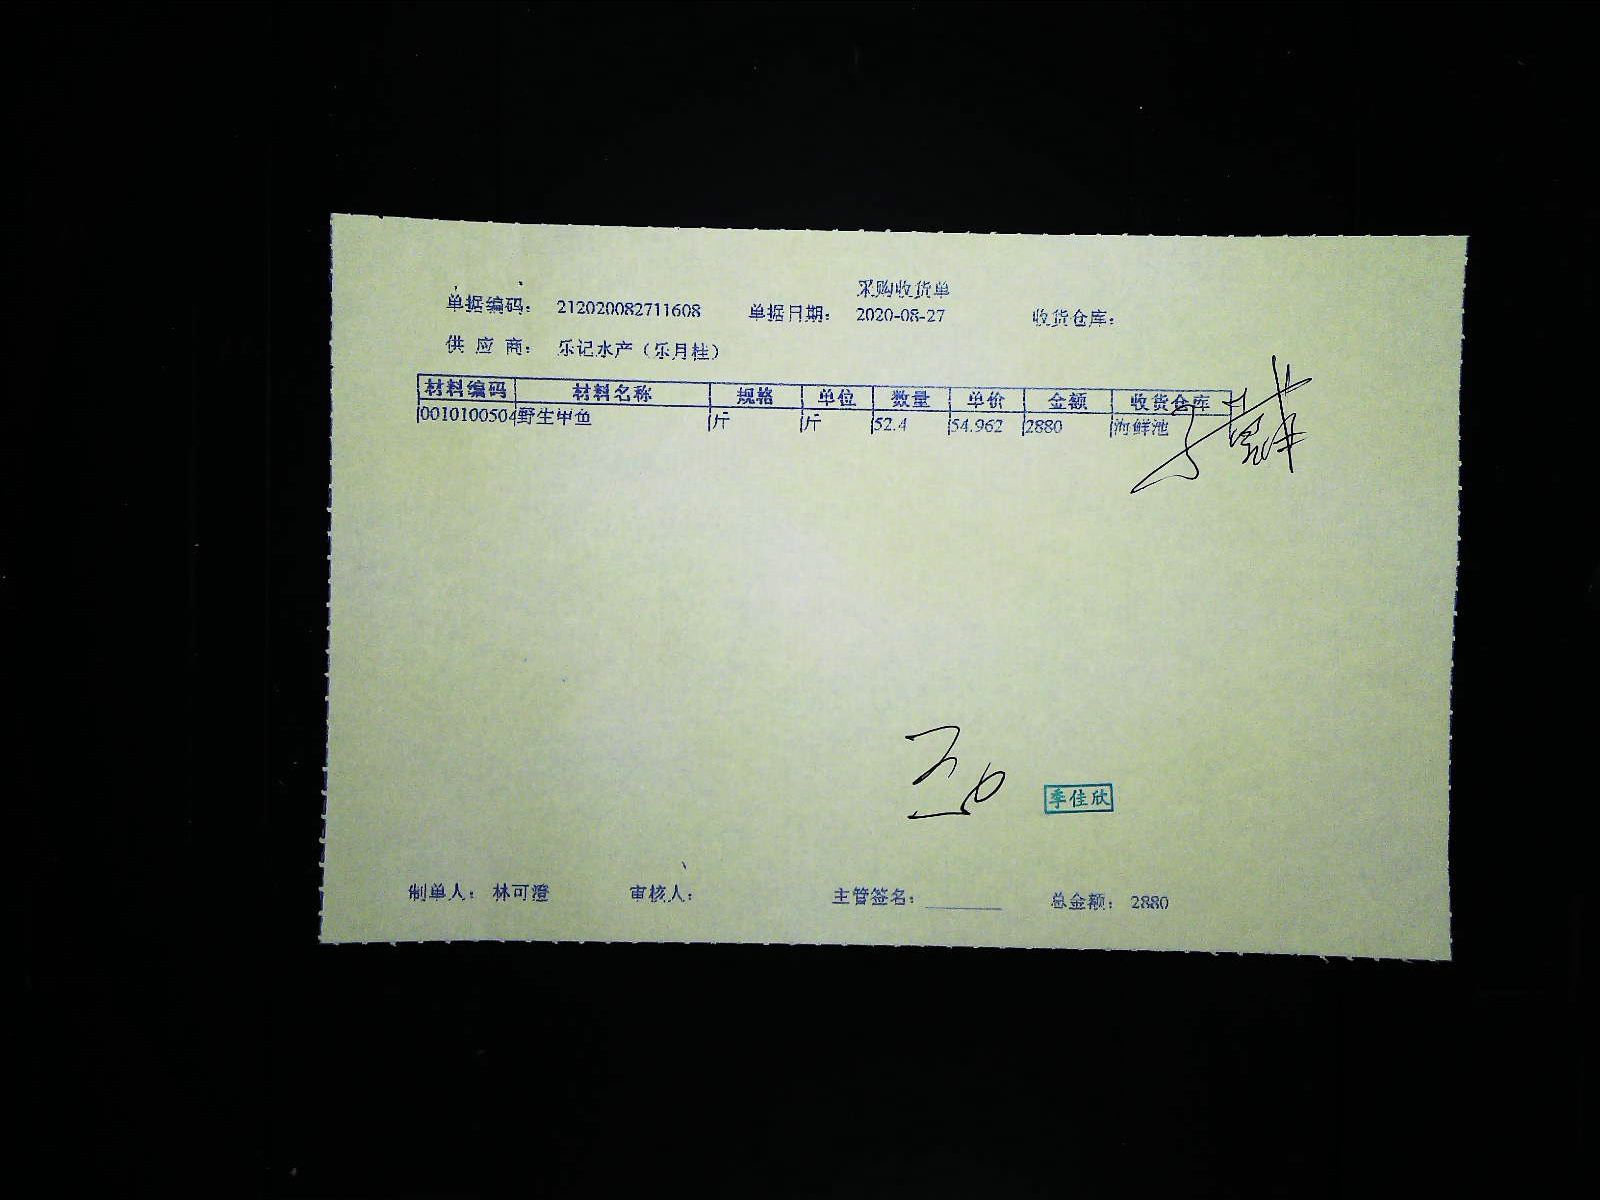 采购收货单
单据编码： 212020082711608 单据日期： 2020-08-27 收货仓库：
供 应 商： 乐记水产（乐月桂）
材料编码 材料名称 规格 单位 数量 单价 金额 收货仓库
0010100504 野生甲鱼 斤 斤 52.4 54.962 2880 海鲜池
季佳欣
制单人： 林可澄 审核人： 主管签名： 总金额： 2880